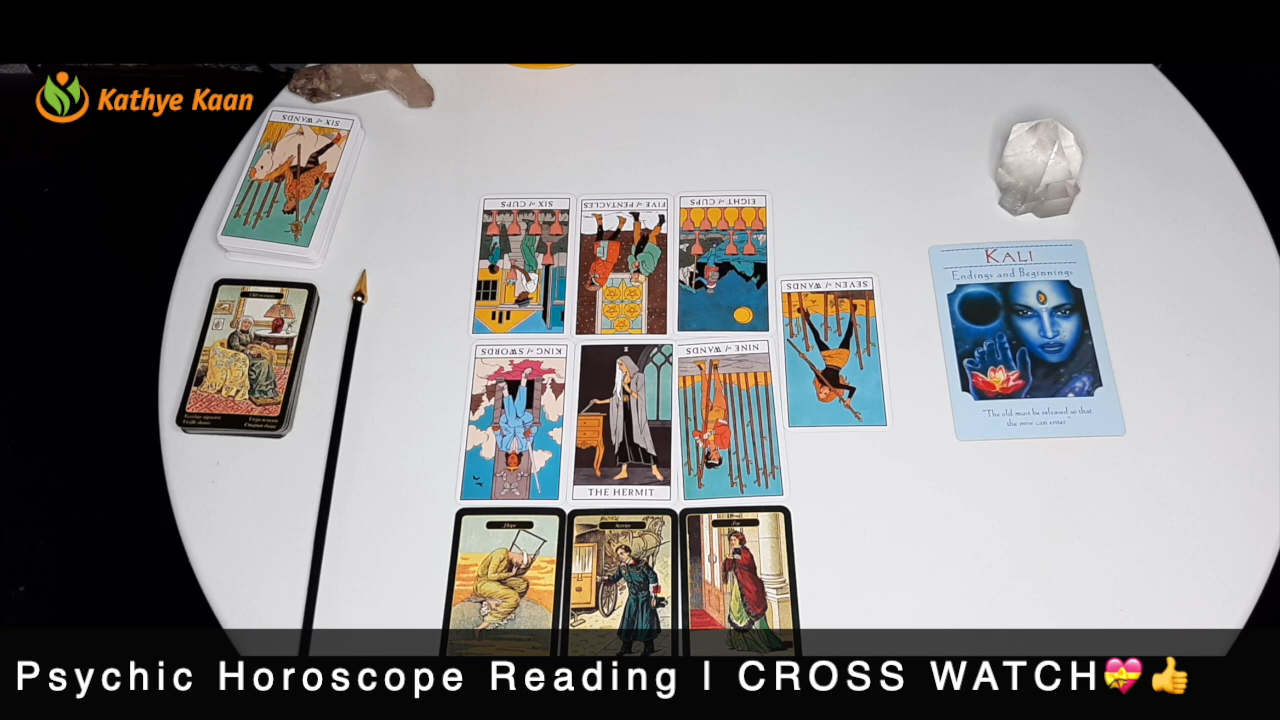 Kathye Kaan
SIX of WANDS
SIX of CUPS
FIVE of PENTACLES
EIGHT of CUPS
SEVEN of WANDS
KALI
Endings and Beginnings
"The old must be released so that
the new can enter"
KING of SWORDS
THE HERMIT
NINE of WANDS
Hope
Psychic Horoscope Reading I CROSS WATCH💝👍